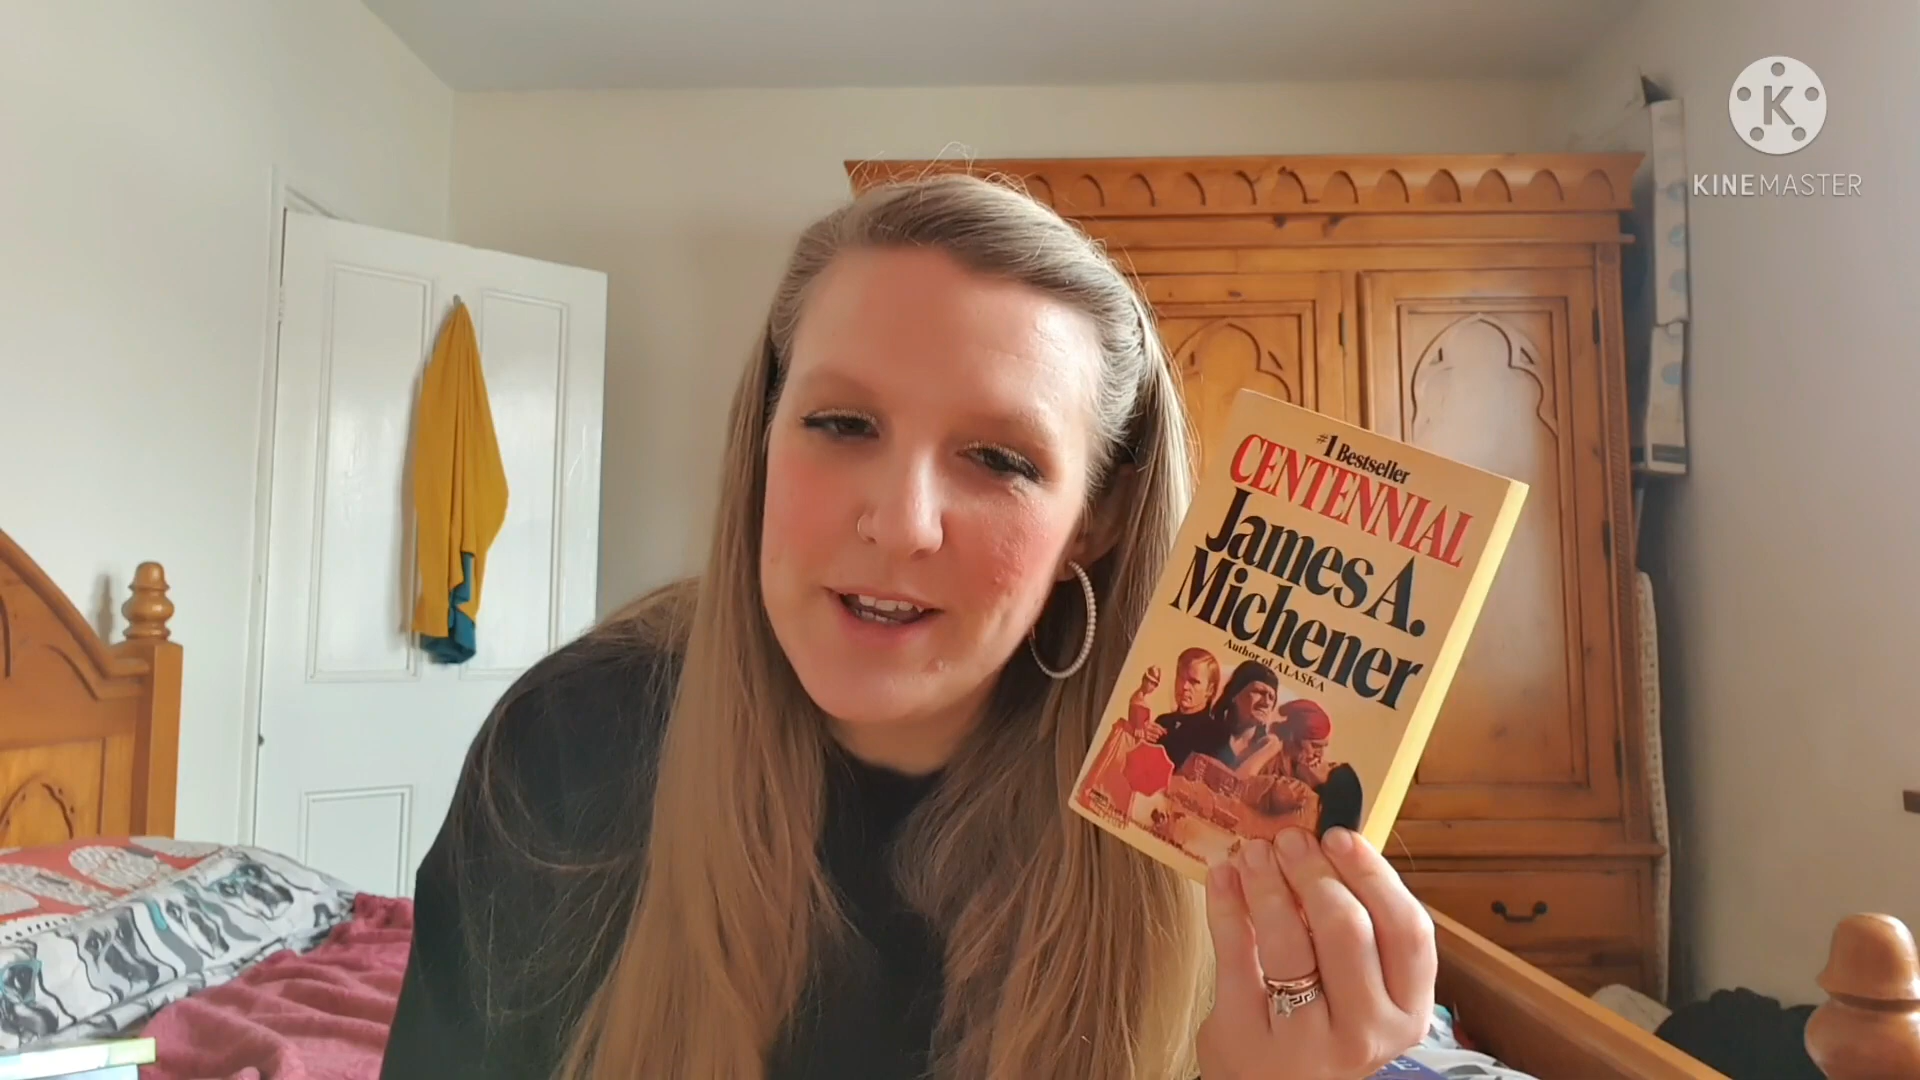 K
KINEMASTER
#1 Bestseller
CENTENNIAL
James A.
Michener
Author of ALASKA